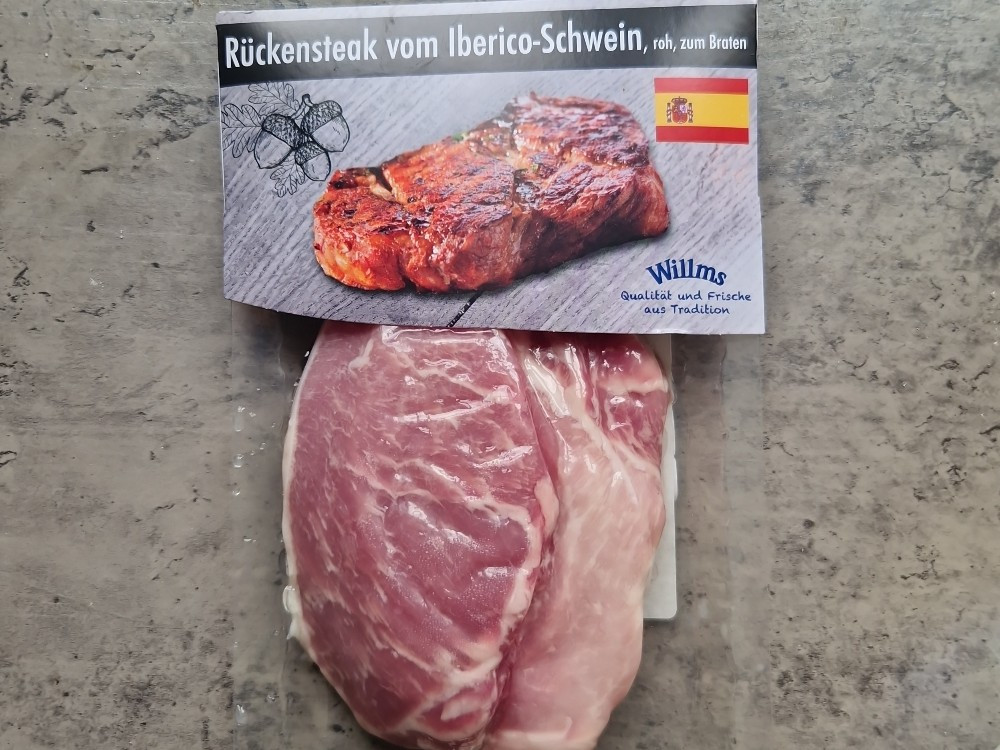 Rückensteak vom Iberico-Schwein, roh, zum Braten
Willms
Qualität und Frische
aus Tradition